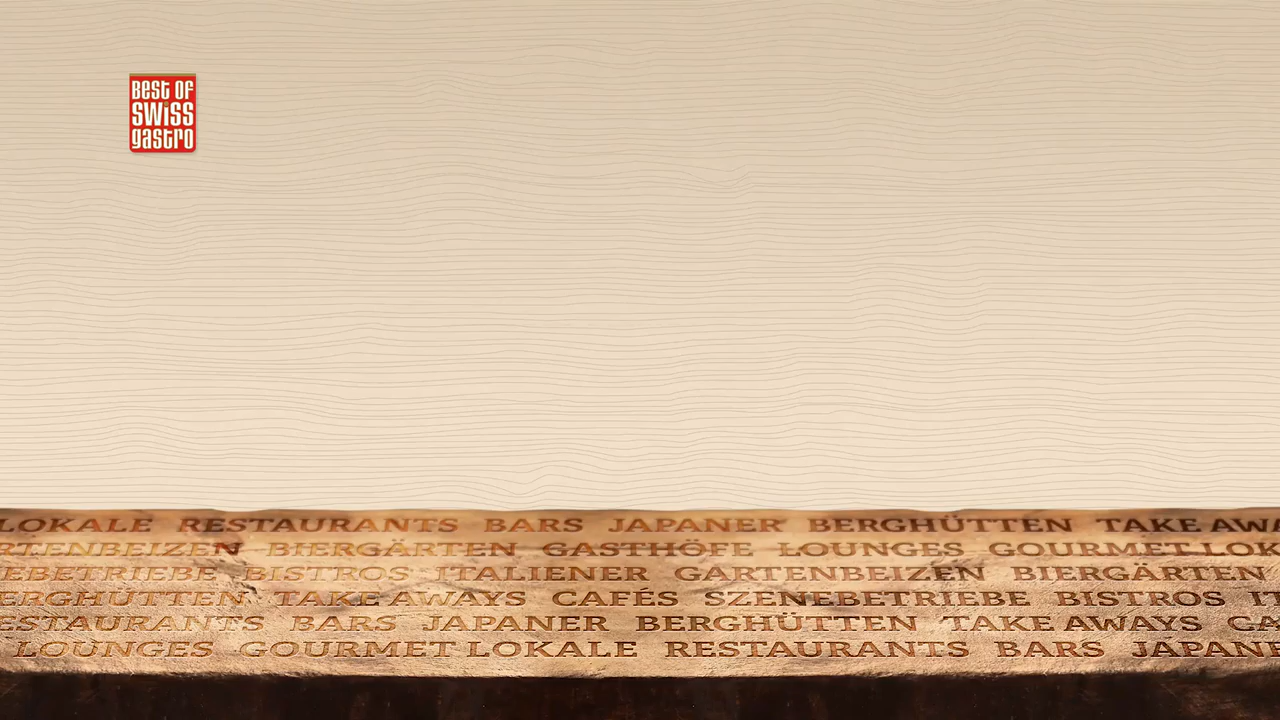 Best of
Swiss
gastro
LOKALE RESTAURANTS BARS JAPANER BERGHÜTTEN TAKE AWA
RTENBEIZEN BIERGÄRTEN GASTHÖFE LOUNGES GOURMET LOK
EBETRIEBE BISTROS ITALIENER GARTENBEIZEN BIERGÄRTEN
ERGHÜTTEN TAKE AWAYS CAFÉS SZENEBETRIEBE BISTROS IT
ESTAURANTS BARS JAPANER BERGHÜTTEN TAKE AWAYS CA
LOUNGES GOURMET LOKALE RESTAURANTS BARS JAPANE